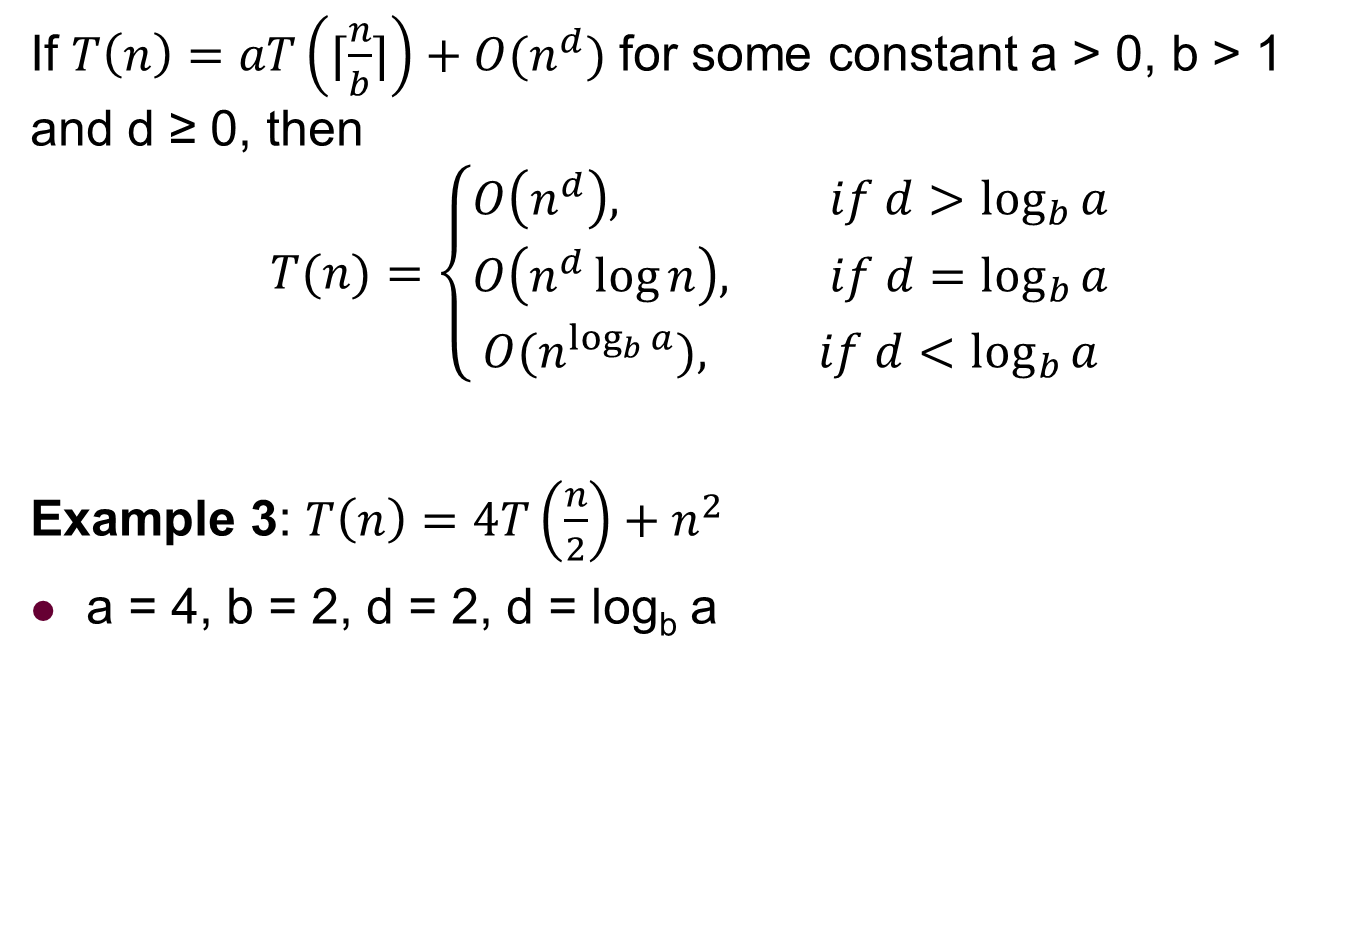 If T(n) = aT(⌈n/b⌉) + O(n^d) for some constant a > 0, b > 1
and d ≥ 0, then
T(n) = { O(n^d), if d > log_b a
O(n^d log n), if d = log_b a
O(n^{log_b a}), if d < log_b a
Example 3: T(n) = 4T(n/2) + n^2
● a = 4, b = 2, d = 2, d = log_b a